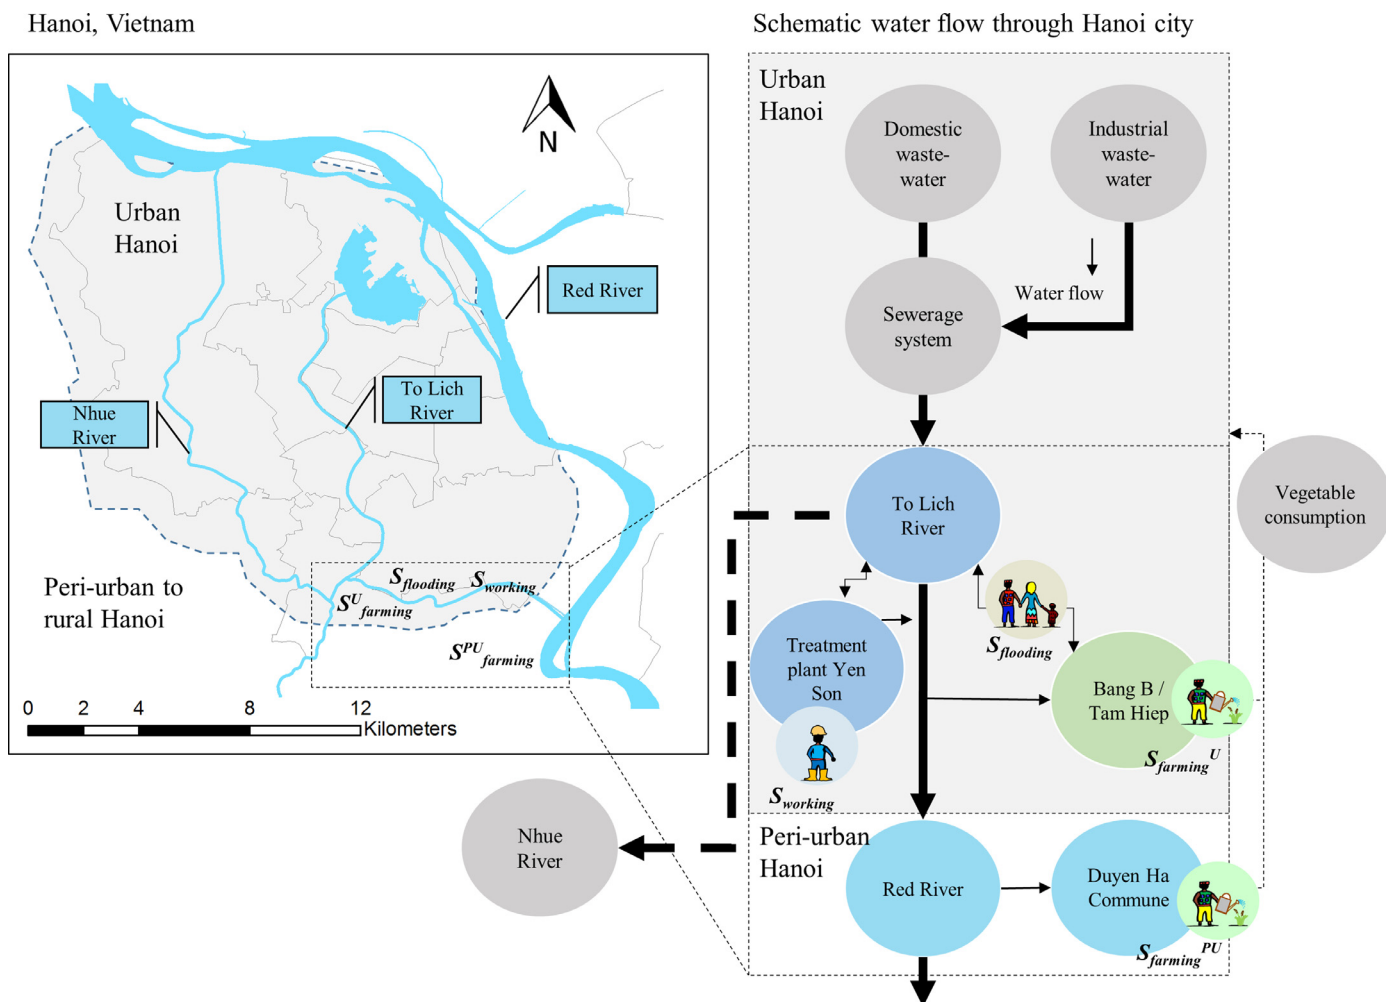 Hanoi, Vietnam
N
Urban
Hanoi
Red River
To Lich
River
Nhue
River
Peri-urban to
rural Hanoi
S flooding
S working
S U farming
S PU farming
0 2 4 8 12
Kilometers
Schematic water flow through Hanoi city
Urban
Hanoi
Domestic
waste-
water
Industrial
waste-
water
Water flow
Sewerage
system
To Lich
River
Vegetable
consumption
S flooding
Treatment
plant Yen
Son
Bang B /
Tam Hiep
S farming U
S working
Nhue
River
Peri-urban
Hanoi
Red River
Duyen Ha
Commune
S farming PU